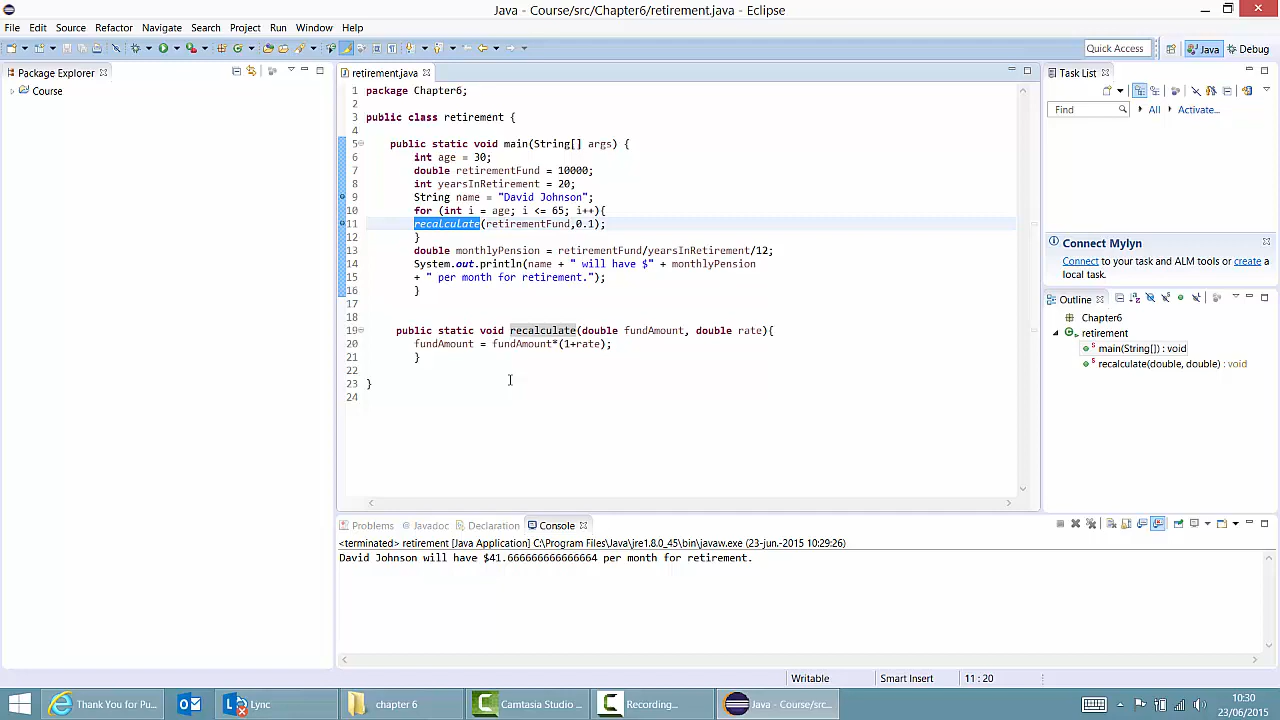 Java - Course/src/Chapter6/retirement.java - Eclipse
File Edit Source Refactor Navigate Search Project Run Window Help
Quick Access Java Debug
Package Explorer
Course
retirement.java
1 package Chapter6;
2
3 public class retirement {
4
5 public static void main(String[] args) {
6 int age = 30;
7 double retirementFund = 10000;
8 int yearsInRetirement = 20;
9 String name = "David Johnson";
10 for (int i = age; i <= 65; i++){
11 recalculate(retirementFund,0.1);
12 }
13 double monthlyPension = retirementFund/yearsInRetirement/12;
14 System.out.println(name + " will have $" + monthlyPension
15 + " per month for retirement.");
16 }
17
18
19 public static void recalculate(double fundAmount, double rate){
20 fundAmount = fundAmount*(1+rate);
21 }
22
23 }
24
Task List
Find All Activate...
Connect Mylyn
Connect to your task and ALM tools or create a
local task.
Outline
Chapter6
retirement
main(String[]) : void
recalculate(double, double) : void
Problems Javadoc Declaration Console
<terminated> retirement [Java Application] C:\Program Files\Java\jre1.8.0_45\bin\javaw.exe (23-jun.-2015 10:29:26)
David Johnson will have $41.666666666666664 per month for retirement.
Writable Smart Insert 11 : 20
Thank You for Pu... Lync chapter 6 Camtasia Studio ... Recording... Java - Course/src...
10:30
23/06/2015